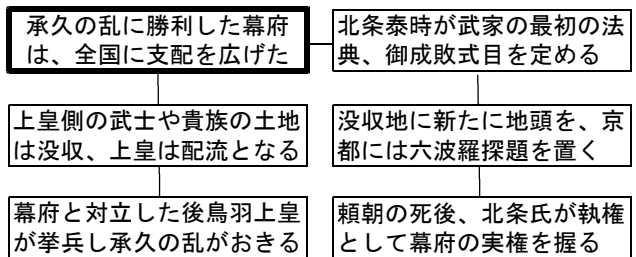 承久の乱に勝利した幕府
は、全国に支配を広げた
北条泰時が武家の最初の法
典、御成敗式目を定める
上皇側の武士や貴族の土地
は没収、上皇は配流となる
没収地に新たに地頭を、京
都には六波羅探題を置く
幕府と対立した後鳥羽上皇
が挙兵し承久の乱がおきる
頼朝の死後、北条氏が執権
として幕府の実権を握る